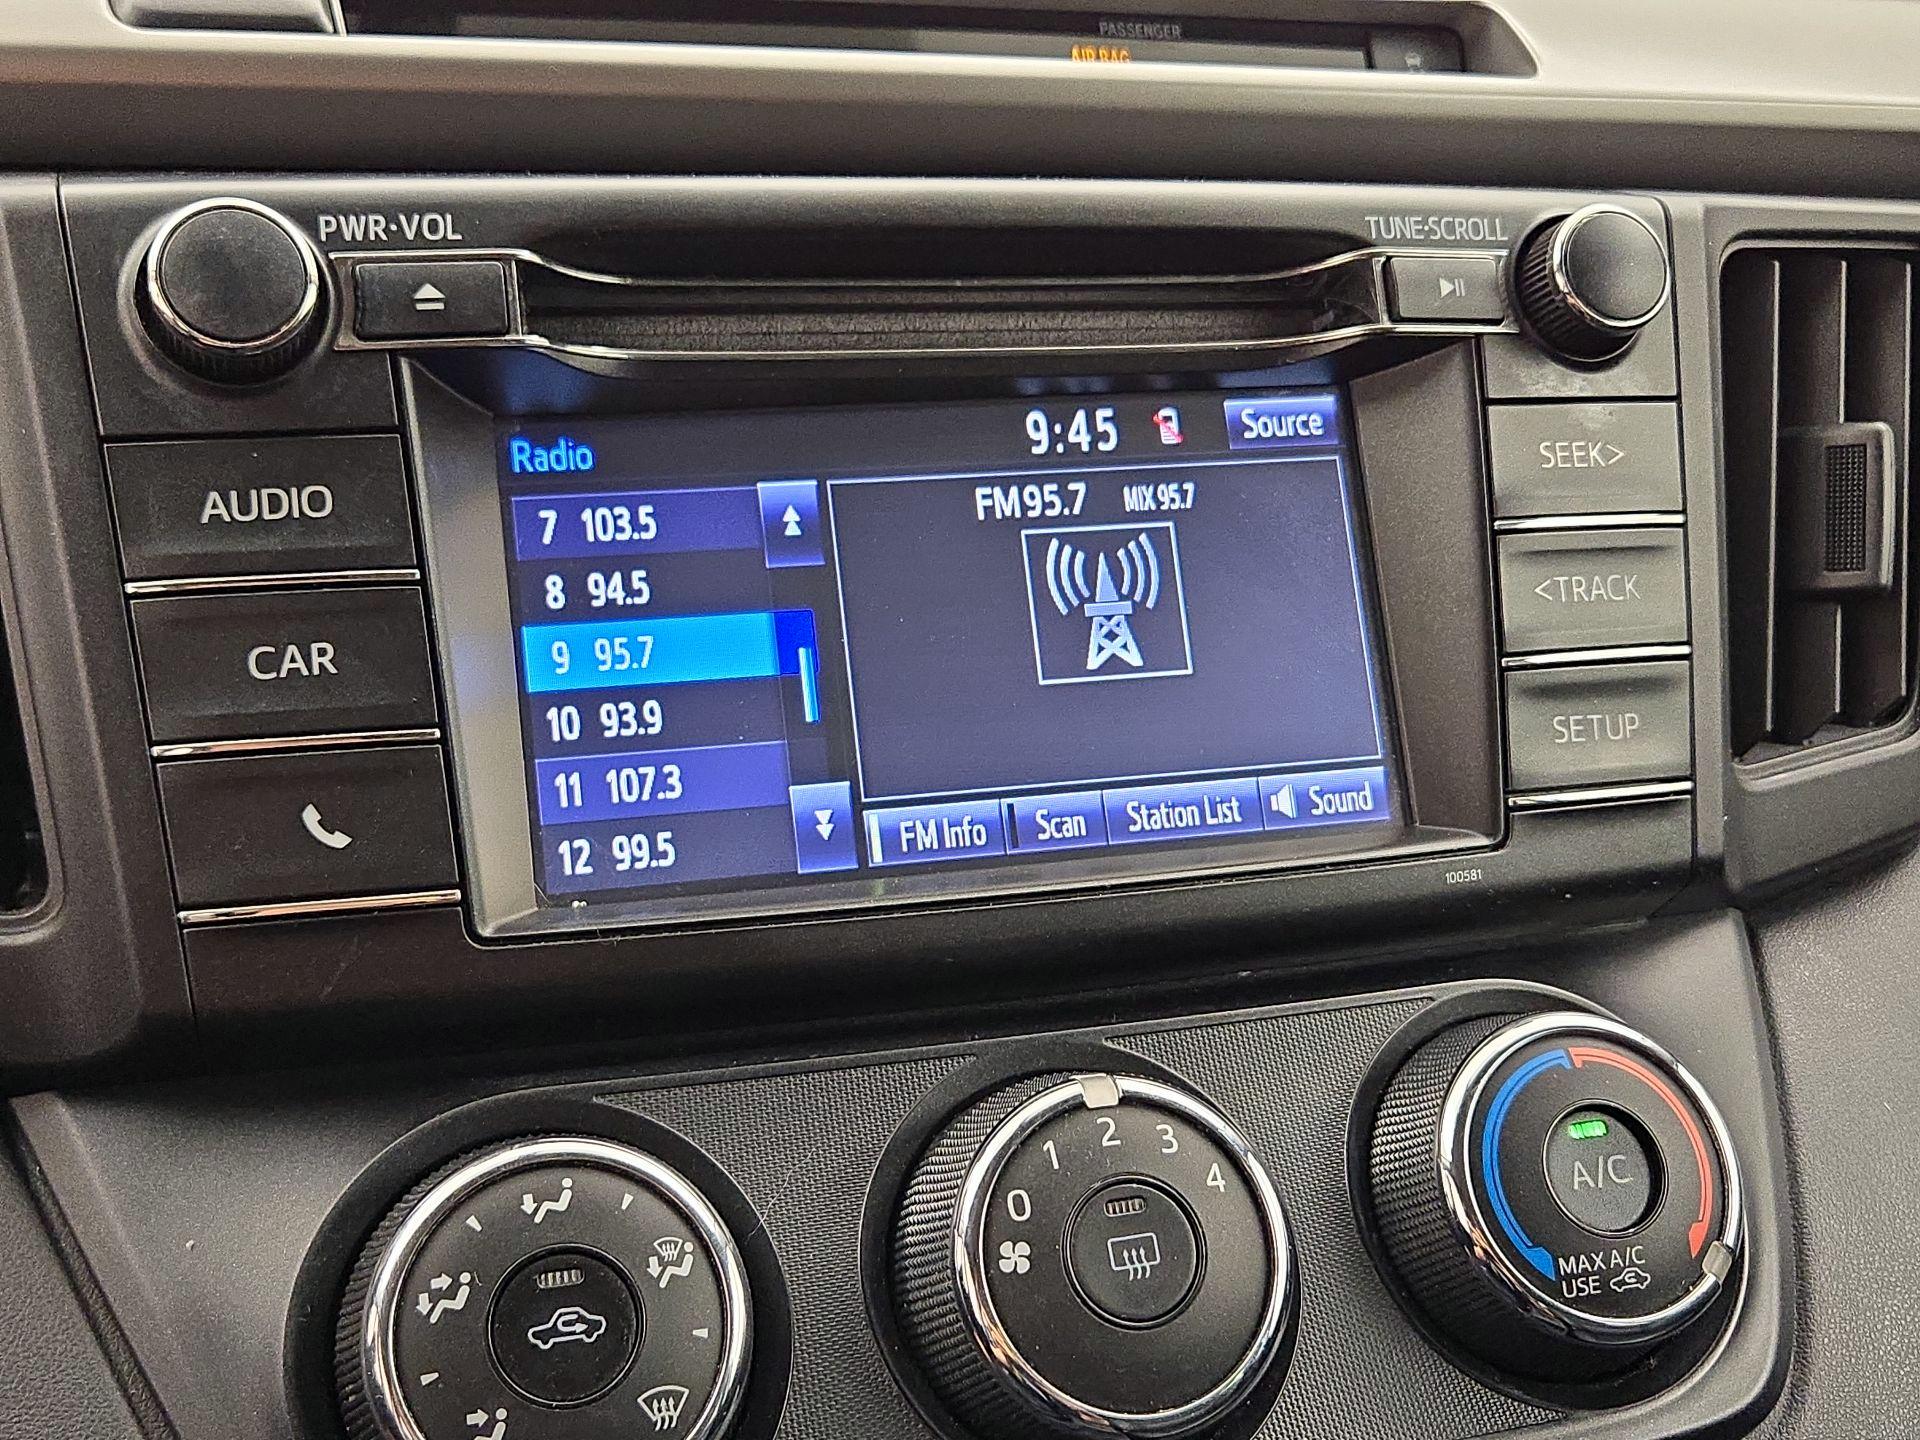 PASSENGER
AIR BAG
PWR·VOL
TUNE·SCROLL
AUDIO
CAR
Radio
9:45
Source
7 103.5
8 94.5
9 95.7
10 93.9
11 107.3
12 99.5
FM95.7 MIX 95.7
FM Info
Scan
Station List
Sound
SEEK>
<TRACK
SETUP
100581
0 1 2 3 4
A/C
MAX A/C
USE